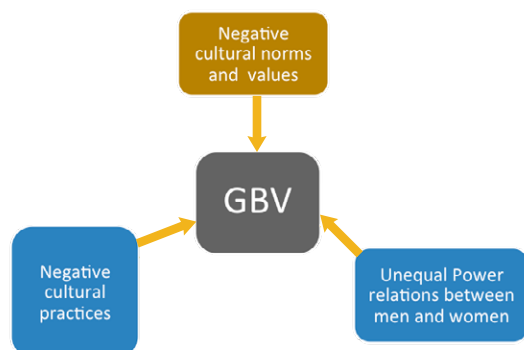 Negative
cultural norms
and values
GBV
Negative
cultural
practices
Unequal Power
relations between
men and women